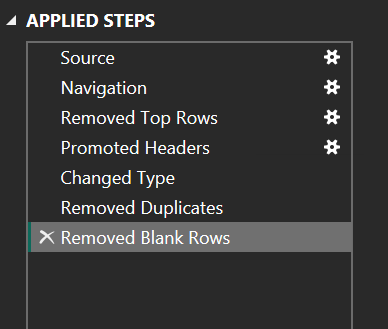 APPLIED STEPS
Source
Navigation
Removed Top Rows
Promoted Headers
Changed Type
Removed Duplicates
Removed Blank Rows